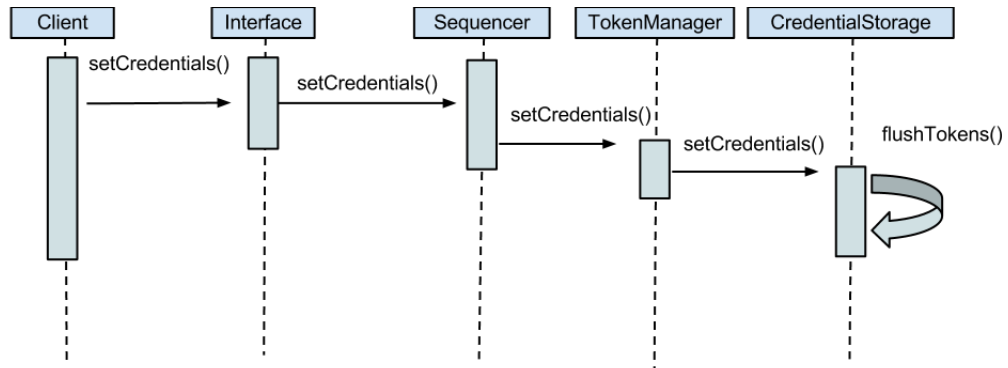 Client
Interface
Sequencer
TokenManager
CredentialStorage
setCredentials()
setCredentials()
setCredentials()
setCredentials()
flushTokens()